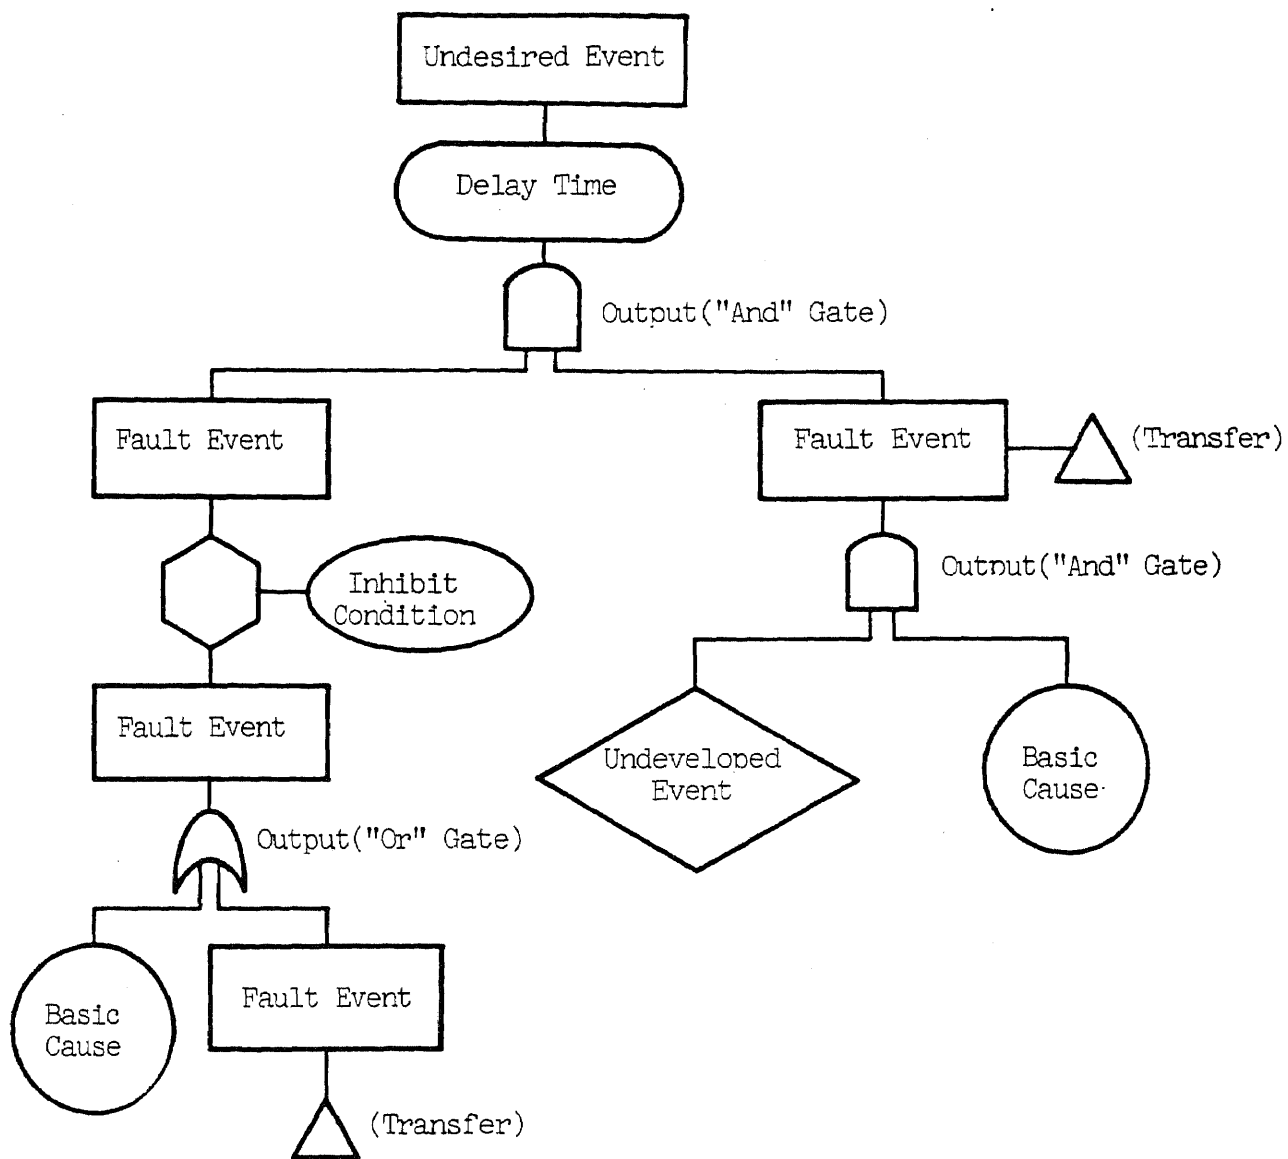 Undesired Event
Delay Time
Output("And" Gate)
Fault Event
Fault Event
(Transfer)
Inhibit
Condition
Output("And" Gate)
Fault Event
Undeveloped
Event
Basic
Cause
Output("Or" Gate)
Basic
Cause
Fault Event
(Transfer)